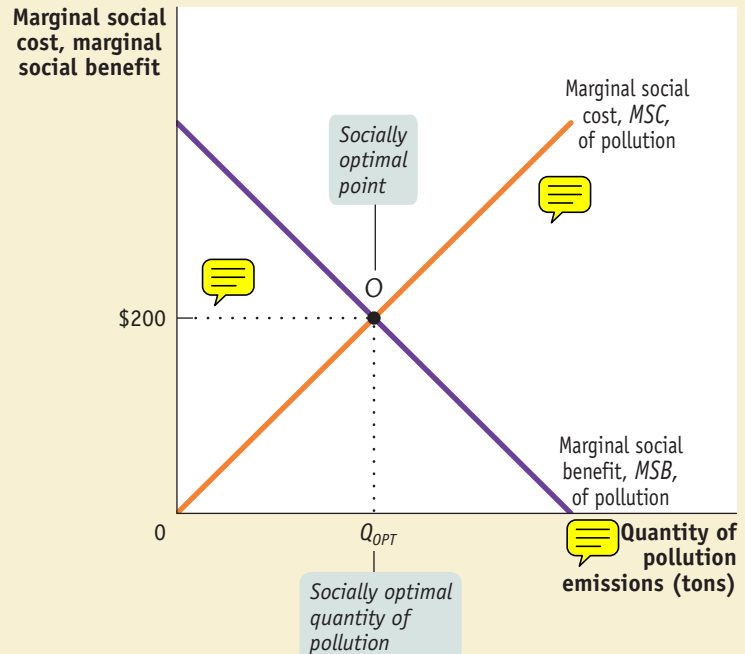 Marginal social
cost, marginal
social benefit
Marginal social
cost, MSC,
of pollution
Socially
optimal
point
O
$200
Marginal social
benefit, MSB,
of pollution
0
QOPT
Quantity of
pollution
emissions (tons)
Socially optimal
quantity of
pollution